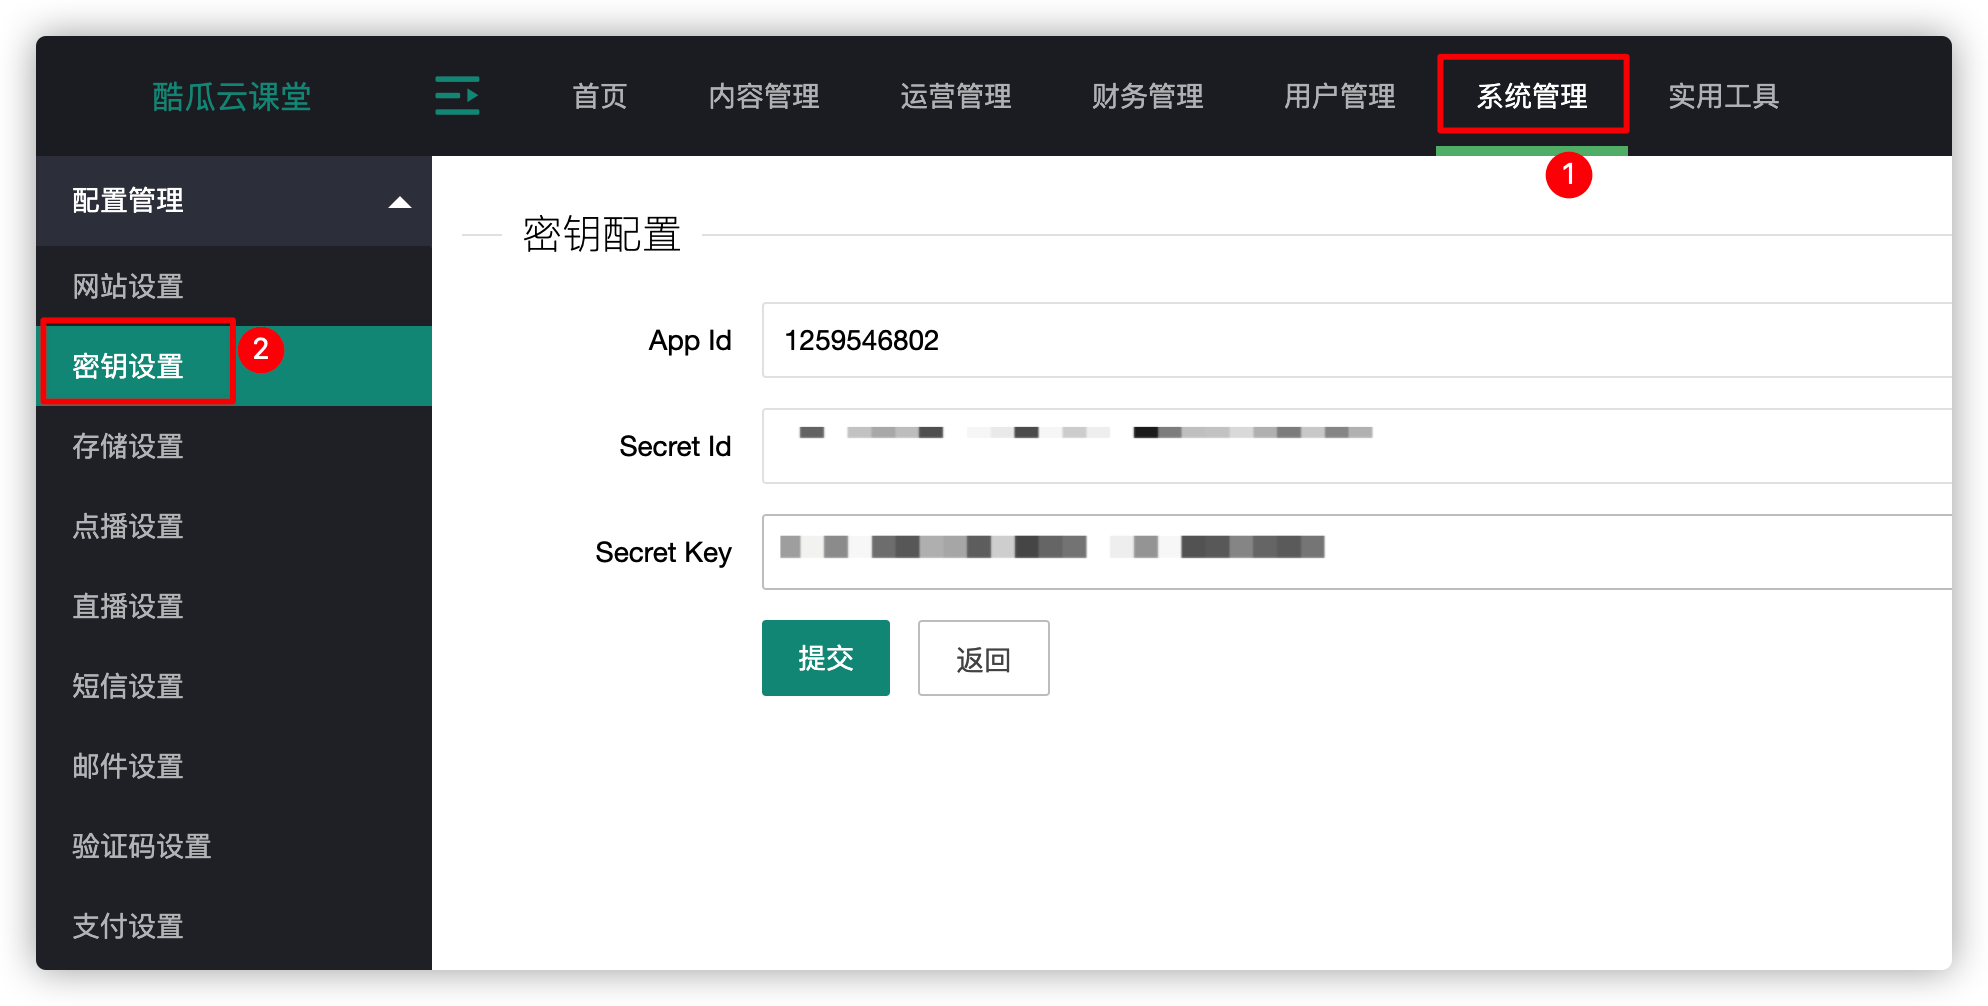 酷瓜云课堂 首页 内容管理 运营管理 财务管理 用户管理 系统管理 实用工具
1
配置管理
密钥配置
网站设置
密钥设置 2
存储设置
点播设置
直播设置
短信设置
邮件设置
验证码设置
支付设置
App Id 1259546802
Secret Id
Secret Key
提交 返回